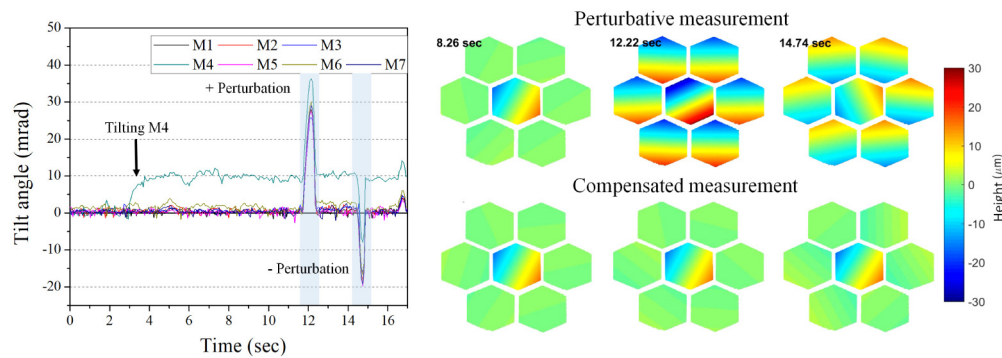 50
40
30
20
10
0
-10
-20
Tilt angle (mrad)
M1 M2 M3
M4 M5 M6 M7
+ Perturbation
Tilting M4
- Perturbation
0 2 4 6 8 10 12 14 16
Time (sec)
Perturbative measurement
8.26 sec 12.22 sec 14.74 sec
Compensated measurement
30
20
10
0
-10
-20
-30
Height (μm)